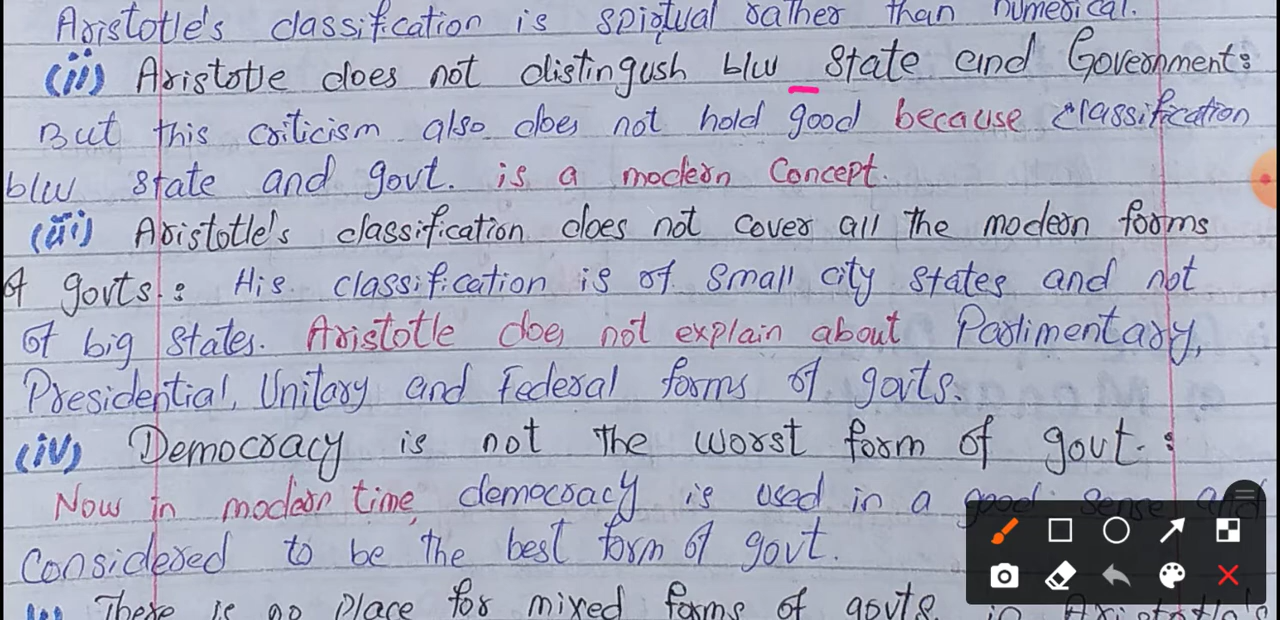 Aristotle's classification is spiritual rather than numerical.
(ii) Aristotle does not distingush b/w State and Government:
But this criticism also does not hold good because classification
b/w state and govt. is a modern Concept.
(iii) Aristotle's classification does not cover all the modern forms
of govts: His classification is of small city states and not
of big states. Aristotle does not explain about Parlimentary,
Presidential, Unitary and Federal forms of govts.
(iv) Democracy is not the worst form of govt.:
Now in modern time, democracy is used in a good sense and
Considered to be the best form of govt.
There is no Place for mixed forms of govts. in Aristotle's